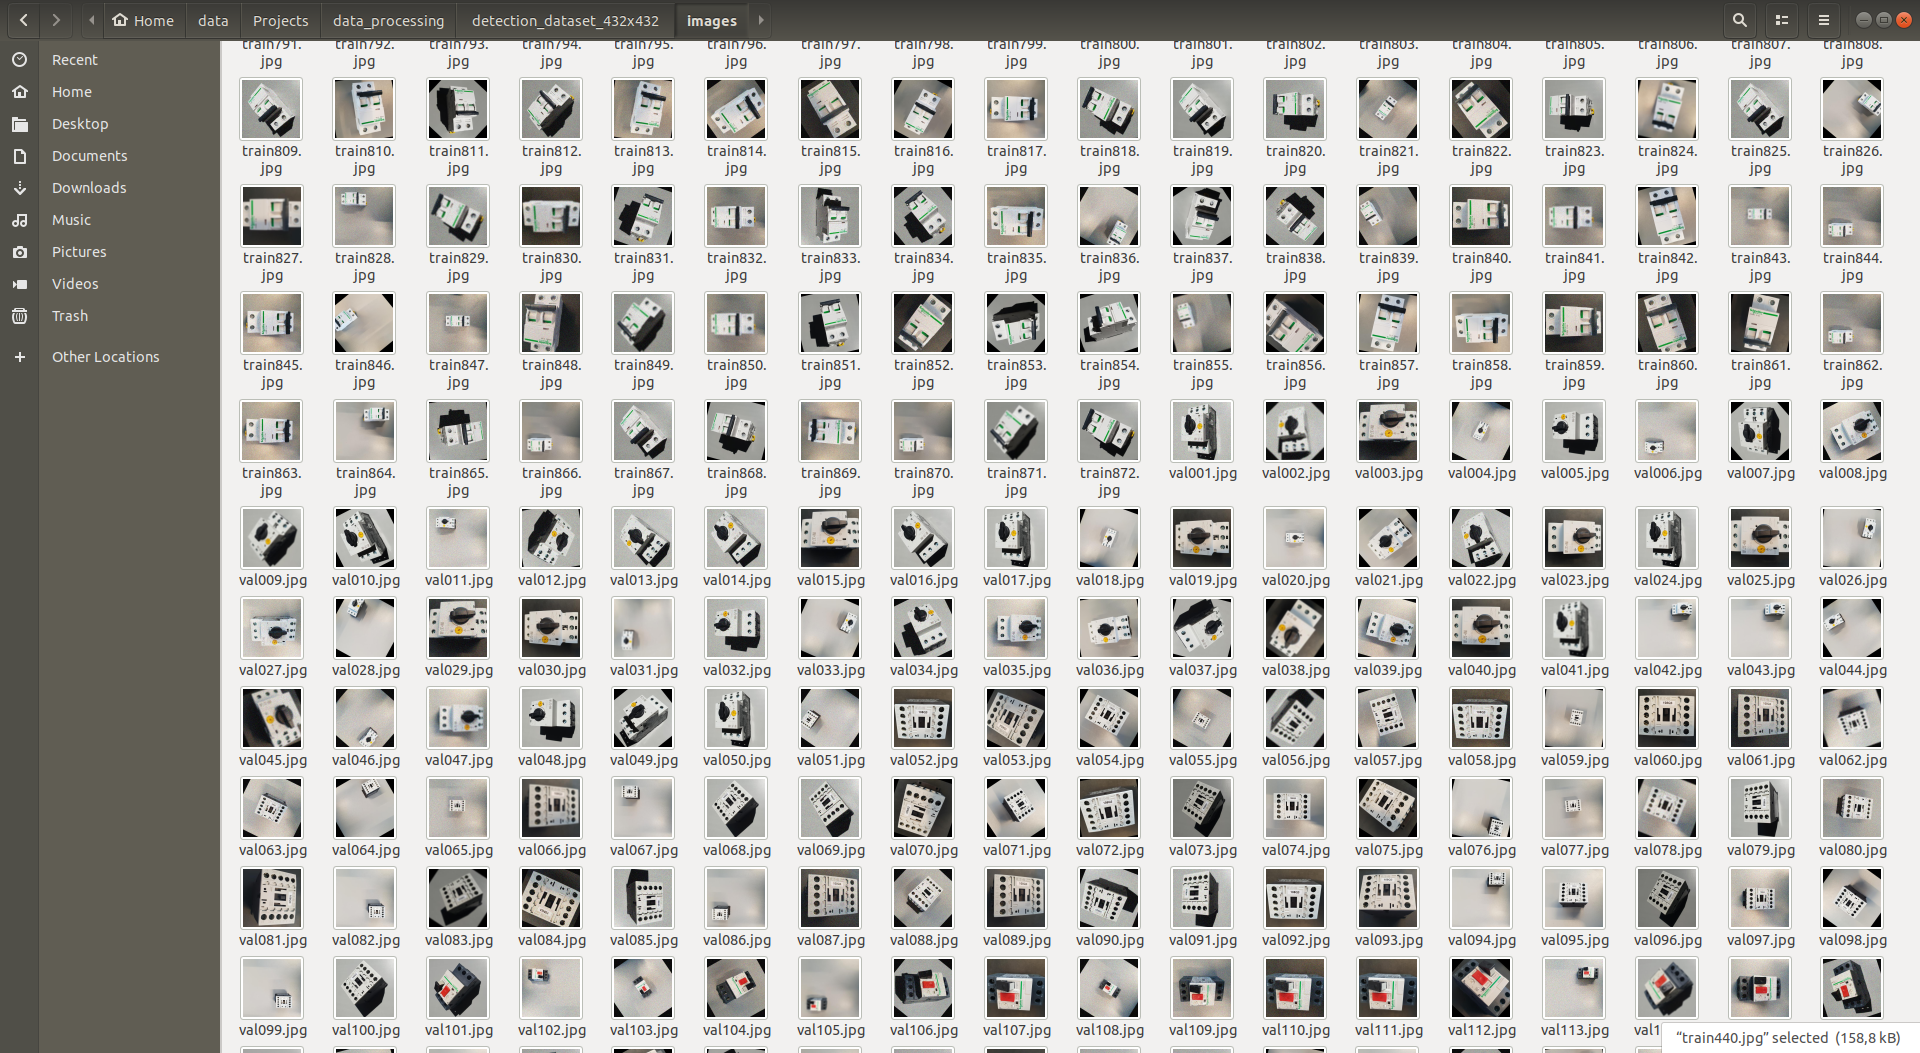 Home data Projects data_processing detection_dataset_432x432 images
Recent
Home
Desktop
Documents
Downloads
Music
Pictures
Videos
Trash
Other Locations
train791. train792. train793. train794. train795. train796. train797. train798. train799. train800. train801. train802. train803. train804. train805. train806. train807. train808.
jpg jpg jpg jpg jpg jpg jpg jpg jpg jpg jpg jpg jpg jpg jpg jpg jpg jpg
train809. train810. train811. train812. train813. train814. train815. train816. train817. train818. train819. train820. train821. train822. train823. train824. train825. train826.
jpg jpg jpg jpg jpg jpg jpg jpg jpg jpg jpg jpg jpg jpg jpg jpg jpg jpg
train827. train828. train829. train830. train831. train832. train833. train834. train835. train836. train837. train838. train839. train840. train841. train842. train843. train844.
jpg jpg jpg jpg jpg jpg jpg jpg jpg jpg jpg jpg jpg jpg jpg jpg jpg jpg
train845. train846. train847. train848. train849. train850. train851. train852. train853. train854. train855. train856. train857. train858. train859. train860. train861. train862.
jpg jpg jpg jpg jpg jpg jpg jpg jpg jpg jpg jpg jpg jpg jpg jpg jpg jpg
train863. train864. train865. train866. train867. train868. train869. train870. train871. train872. val001.jpg val002.jpg val003.jpg val004.jpg val005.jpg val006.jpg val007.jpg val008.jpg
jpg jpg jpg jpg jpg jpg jpg jpg jpg jpg
val009.jpg val010.jpg val011.jpg val012.jpg val013.jpg val014.jpg val015.jpg val016.jpg val017.jpg val018.jpg val019.jpg val020.jpg val021.jpg val022.jpg val023.jpg val024.jpg val025.jpg val026.jpg
val027.jpg val028.jpg val029.jpg val030.jpg val031.jpg val032.jpg val033.jpg val034.jpg val035.jpg val036.jpg val037.jpg val038.jpg val039.jpg val040.jpg val041.jpg val042.jpg val043.jpg val044.jpg
val045.jpg val046.jpg val047.jpg val048.jpg val049.jpg val050.jpg val051.jpg val052.jpg val053.jpg val054.jpg val055.jpg val056.jpg val057.jpg val058.jpg val059.jpg val060.jpg val061.jpg val062.jpg
val063.jpg val064.jpg val065.jpg val066.jpg val067.jpg val068.jpg val069.jpg val070.jpg val071.jpg val072.jpg val073.jpg val074.jpg val075.jpg val076.jpg val077.jpg val078.jpg val079.jpg val080.jpg
val081.jpg val082.jpg val083.jpg val084.jpg val085.jpg val086.jpg val087.jpg val088.jpg val089.jpg val090.jpg val091.jpg val092.jpg val093.jpg val094.jpg val095.jpg val096.jpg val097.jpg val098.jpg
val099.jpg val100.jpg val101.jpg val102.jpg val103.jpg val104.jpg val105.jpg val106.jpg val107.jpg val108.jpg val109.jpg val110.jpg val111.jpg val112.jpg val113.jpg val1
“train440.jpg” selected (158,8 kB)